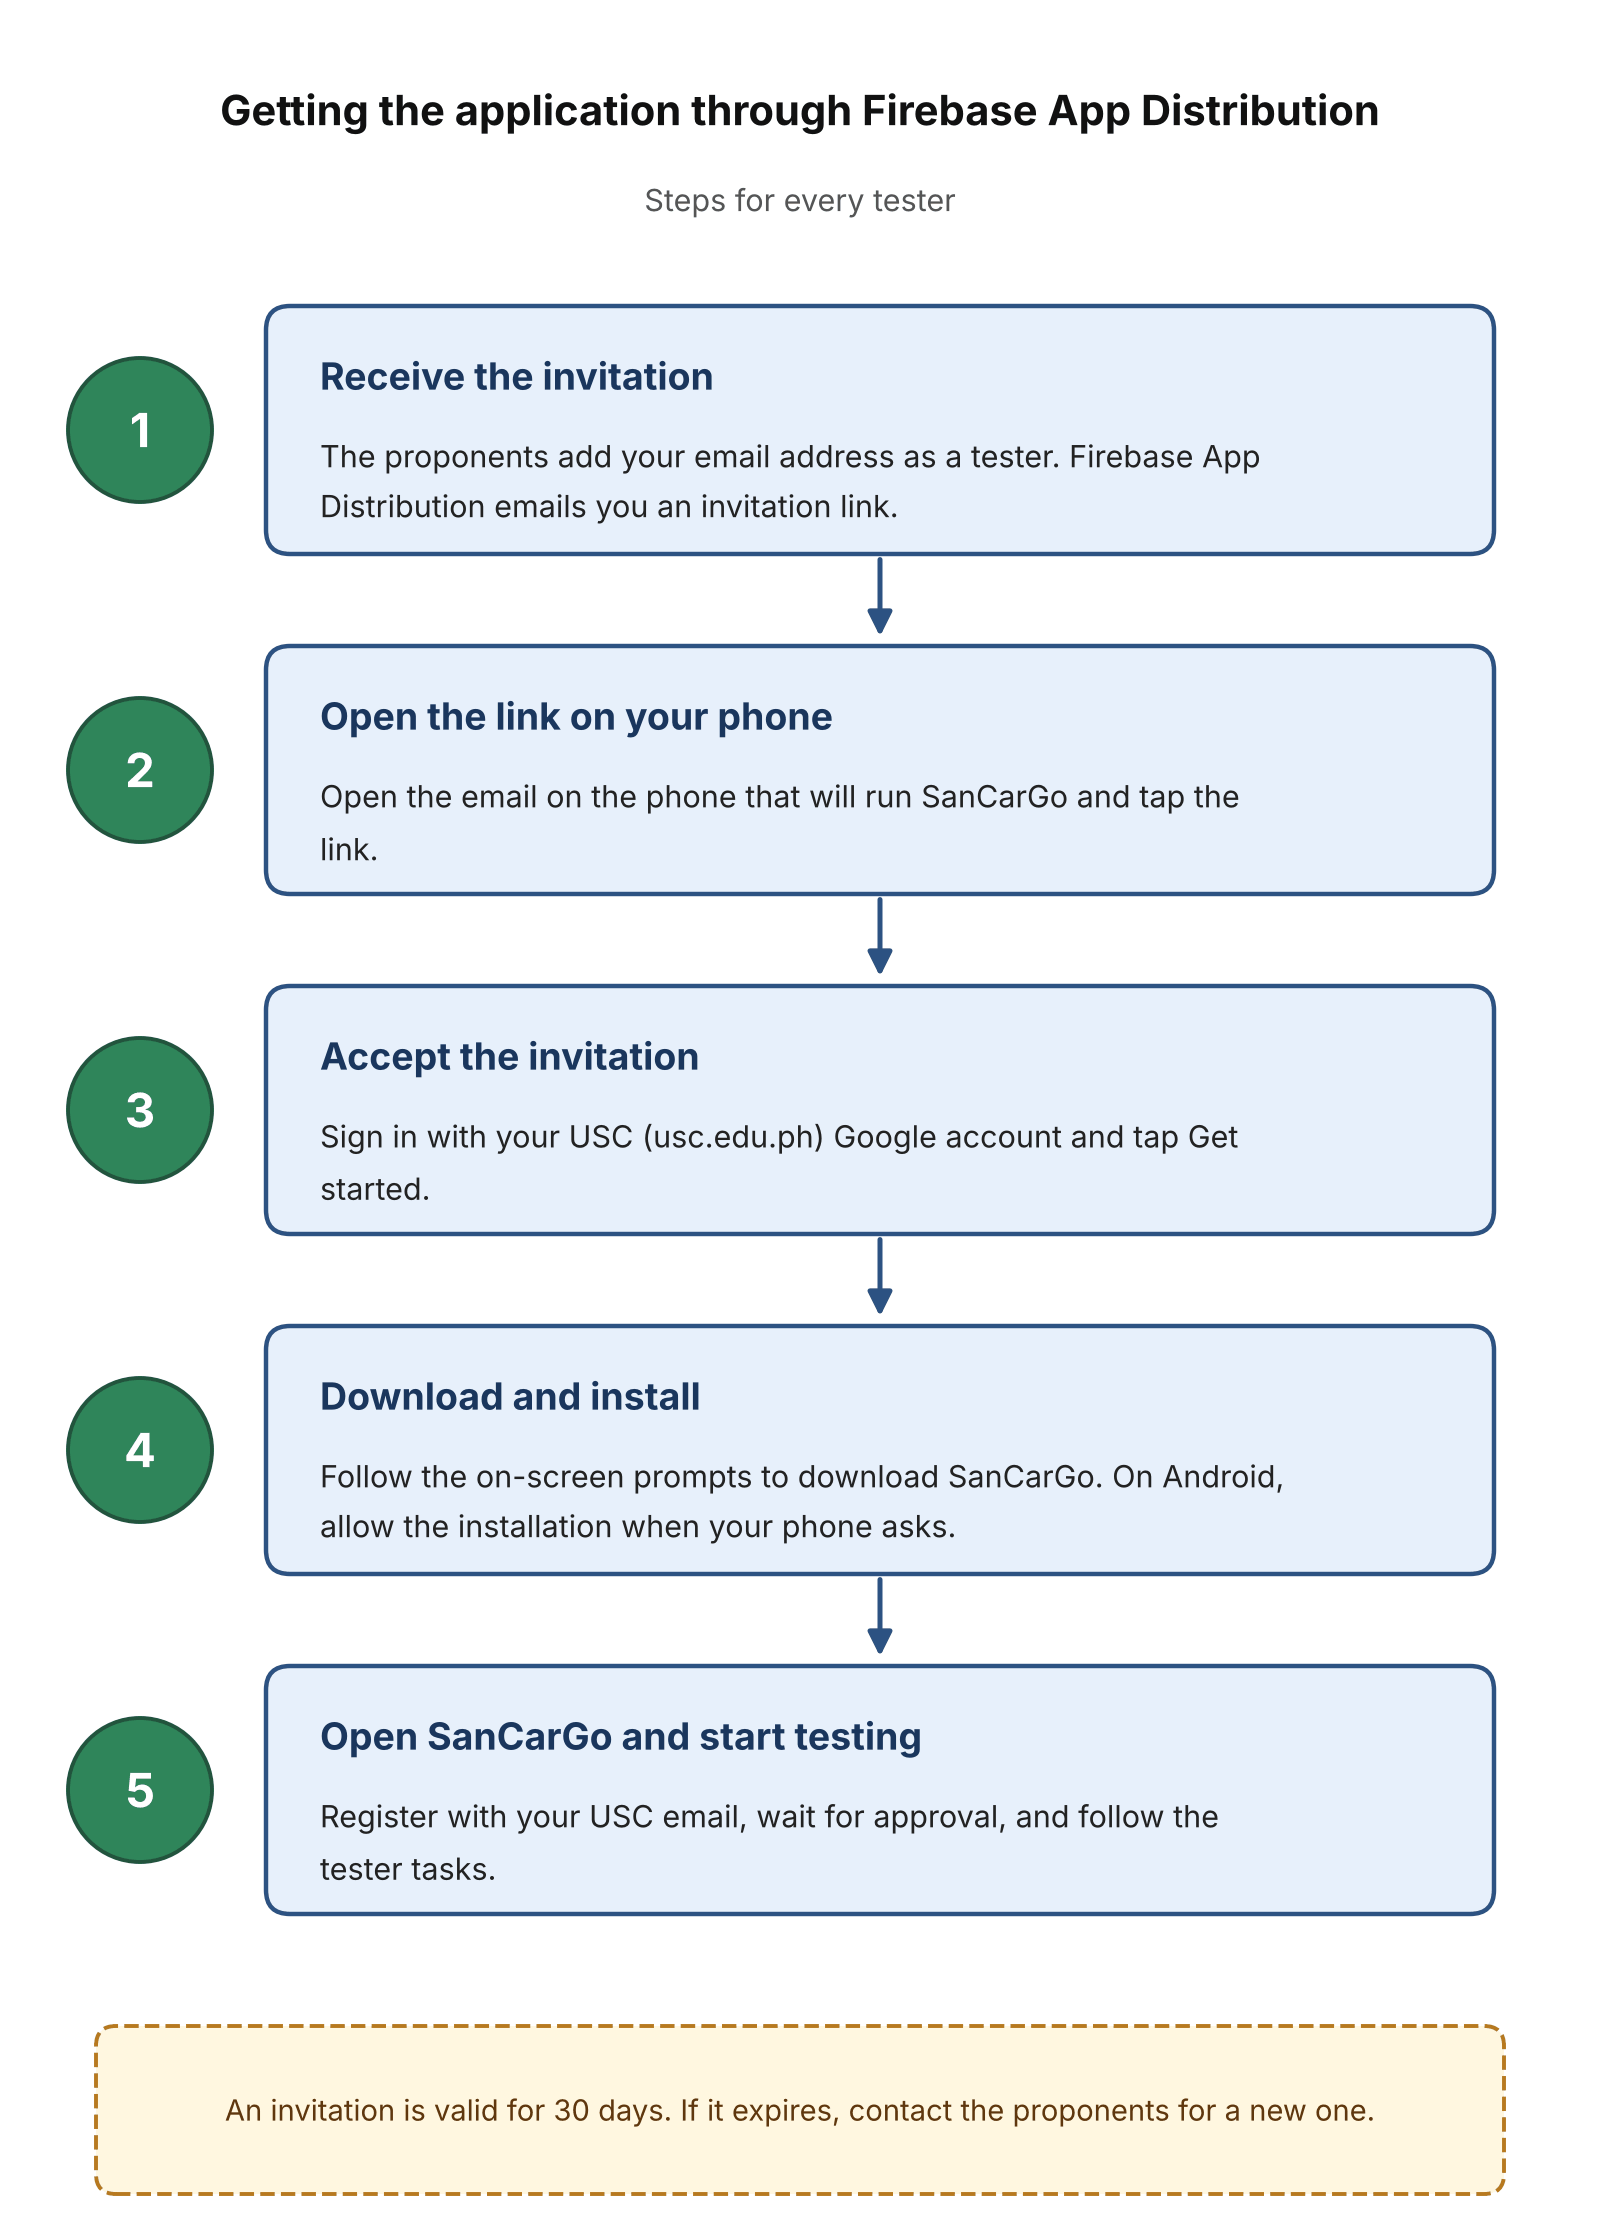 Getting the application through Firebase App Distribution
Steps for every tester
1
Receive the invitation
The proponents add your email address as a tester. Firebase App
Distribution emails you an invitation link.
2
Open the link on your phone
Open the email on the phone that will run SanCarGo and tap the
link.
3
Accept the invitation
Sign in with your USC (usc.edu.ph) Google account and tap Get
started.
4
Download and install
Follow the on-screen prompts to download SanCarGo. On Android,
allow the installation when your phone asks.
5
Open SanCarGo and start testing
Register with your USC email, wait for approval, and follow the
tester tasks.
An invitation is valid for 30 days. If it expires, contact the proponents for a new one.